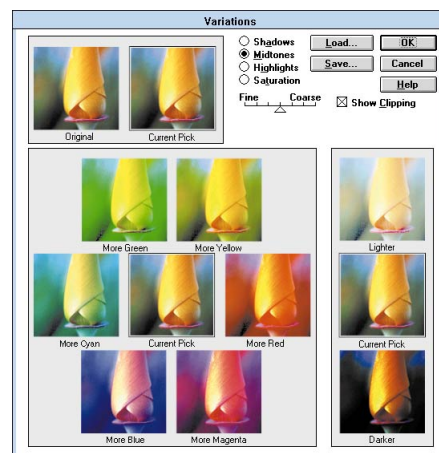 Variations
Original
Current Pick
Shadows
Midtones
Highlights
Saturation
Fine
Coarse
Load...
Save...
OK
Cancel
Help
Show Clipping
More Green
More Yellow
More Cyan
Current Pick
More Red
More Blue
More Magenta
Lighter
Current Pick
Darker